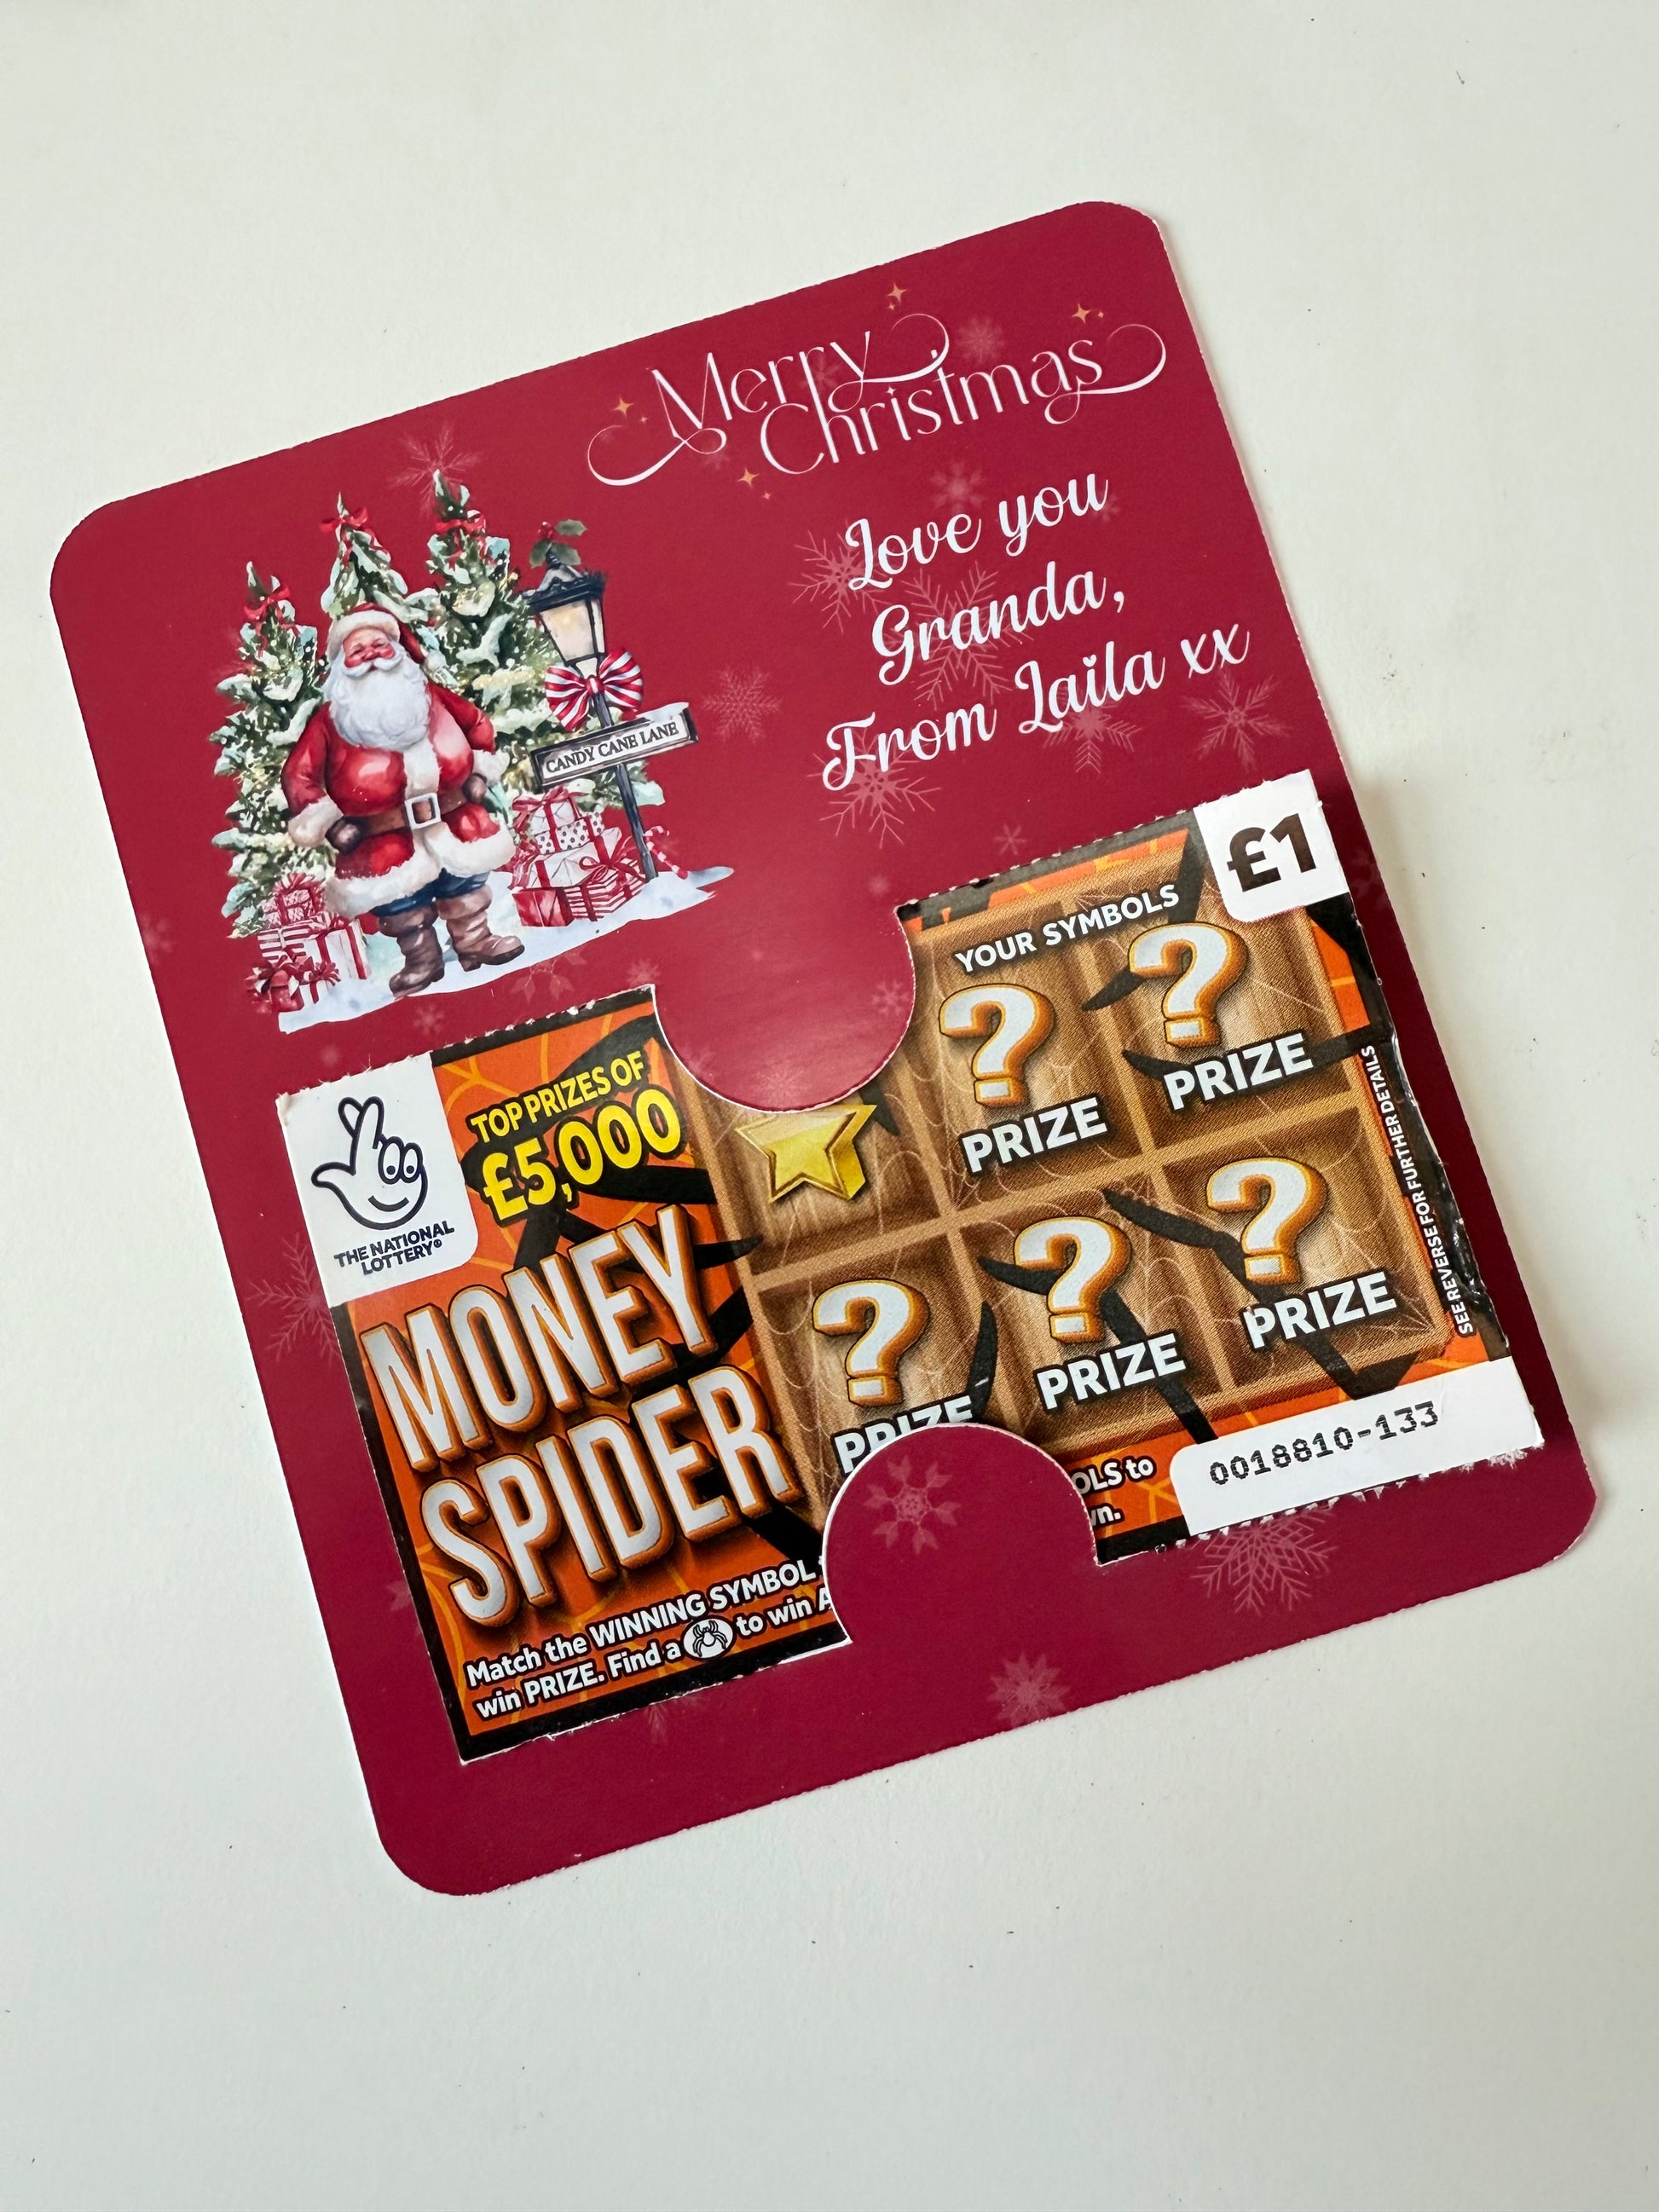 Merry
Christmas
Love you
Granda,
From Laila xx
CANDY CANE LANE
£1
THE NATIONAL
LOTTERY®
TOP PRIZES OF
£5,000
MONEY
SPIDER
YOUR SYMBOLS
?
PRIZE
?
PRIZE
?
PRIZE
?
PRIZE
?
PRIZE
SEE REVERSE FOR FURTHER DETAILS
Match the WINNING SYMBOL
win PRIZE. Find a to win
to
0018810-133